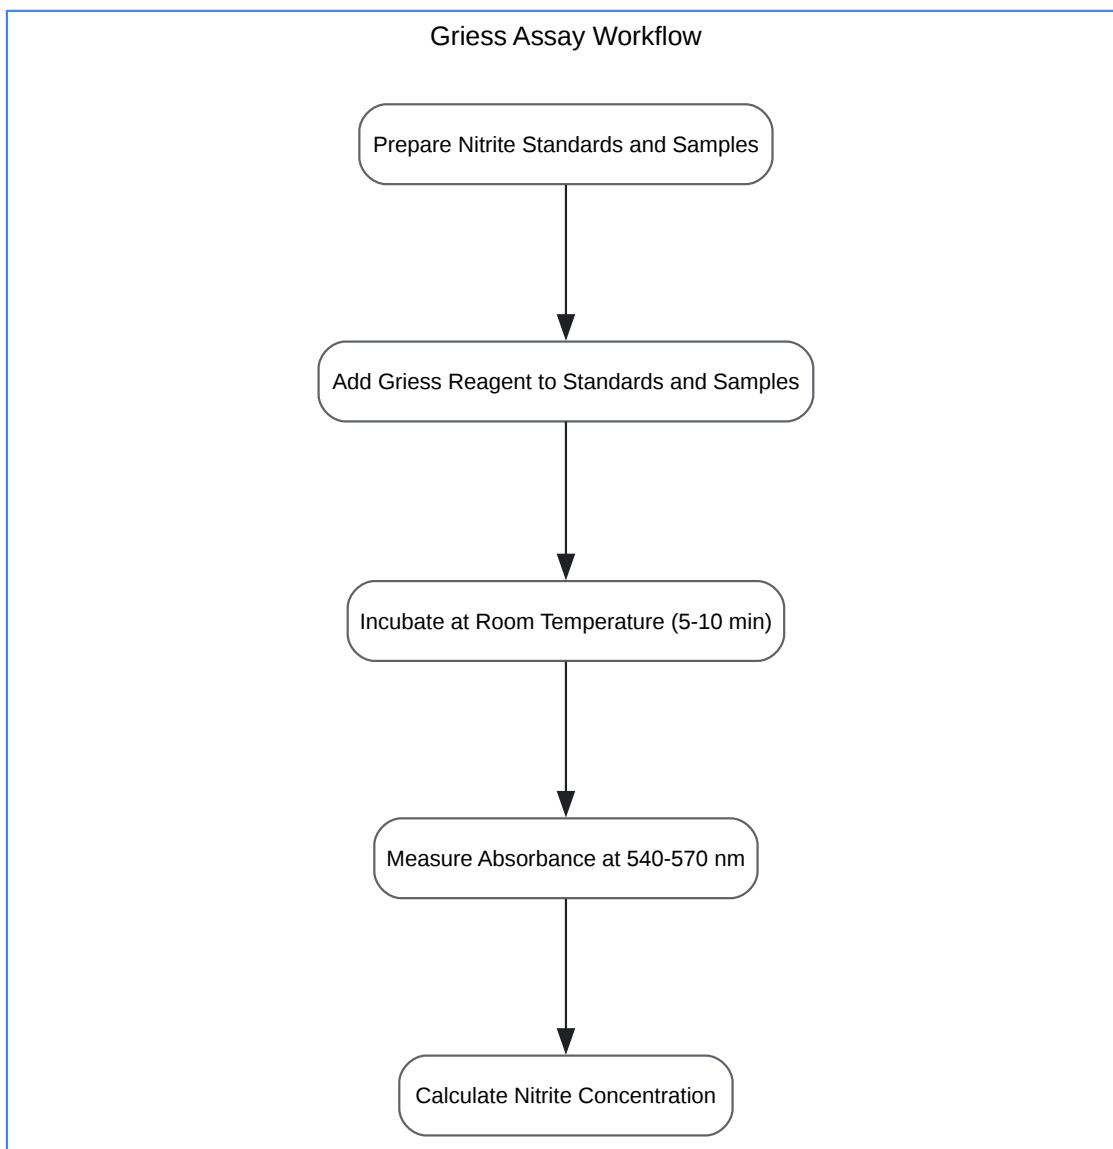 Griess Assay Workflow
Prepare Nitrite Standards and Samples
Add Griess Reagent to Standards and Samples
Incubate at Room Temperature (5-10 min)
Measure Absorbance at 540-570 nm
Calculate Nitrite Concentration